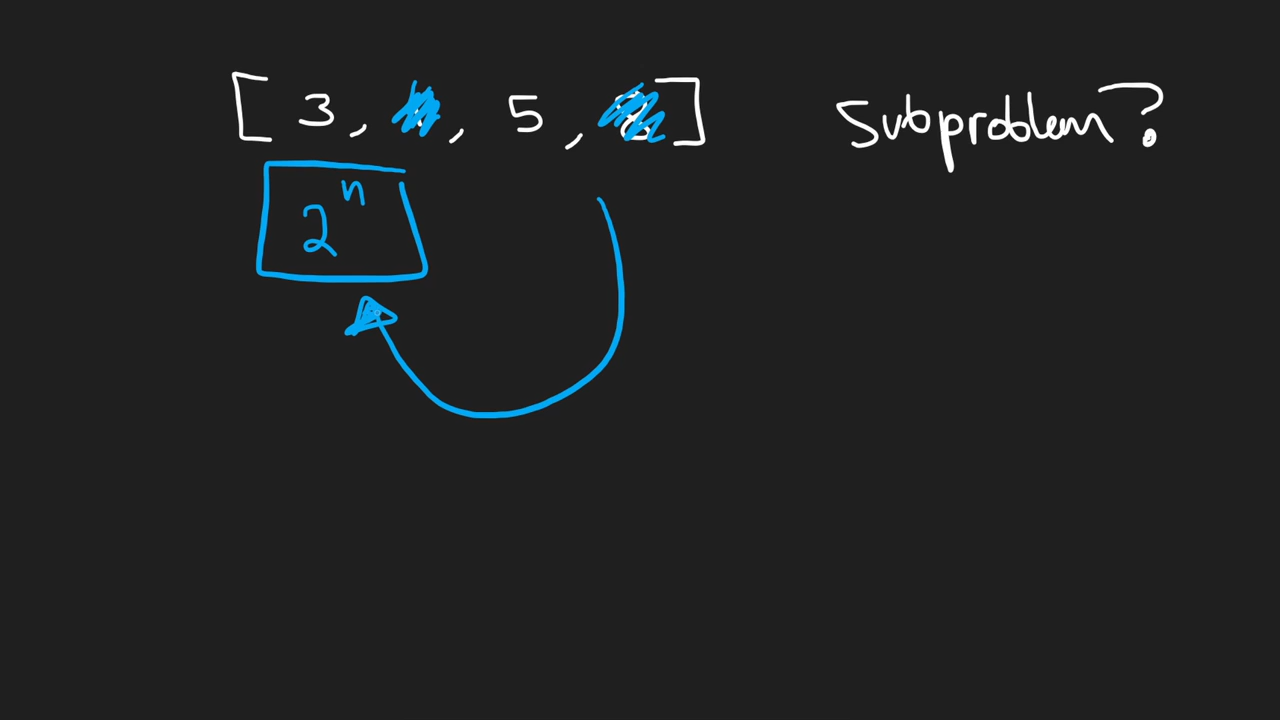 [ 3, , 5, ] Subproblem?
2^n